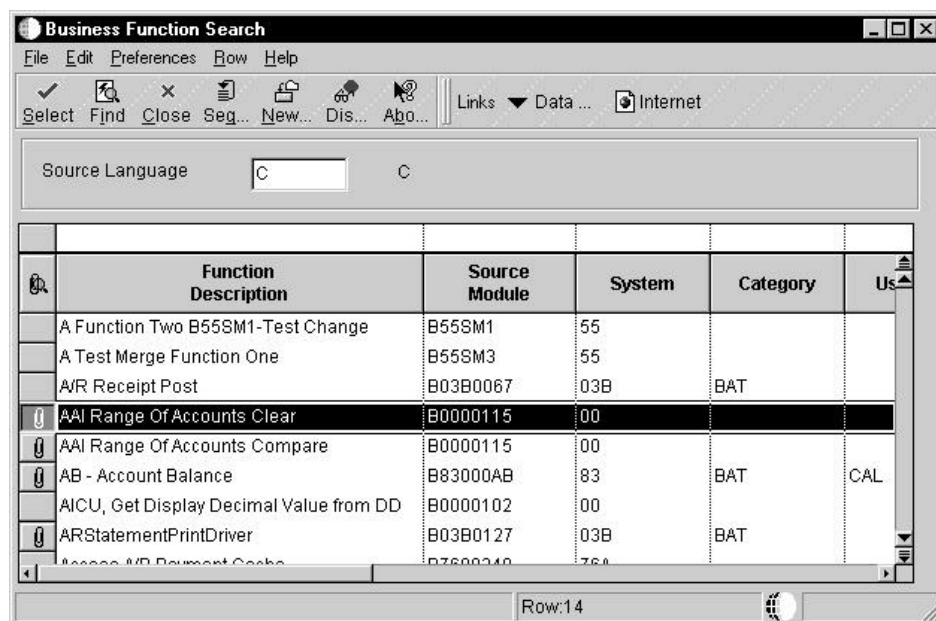 Business Function Search
File Edit Preferences Row Help
Select Find Close Seq... New... Dis... Abo... Links Data ... Internet
Source Language C C
Function Description Source Module System Category Us
A Function Two B55SM1-Test Change B55SM1 55
A Test Merge Function One B55SM3 55
A/R Receipt Post B03B0067 03B BAT
AAI Range Of Accounts Clear B0000115 00
AAI Range Of Accounts Compare B0000115 00
AB - Account Balance B83000AB 83 BAT CAL
AICU, Get Display Decimal Value from DD B0000102 00
ARStatementPrintDriver B03B0127 03B BAT
Row:14